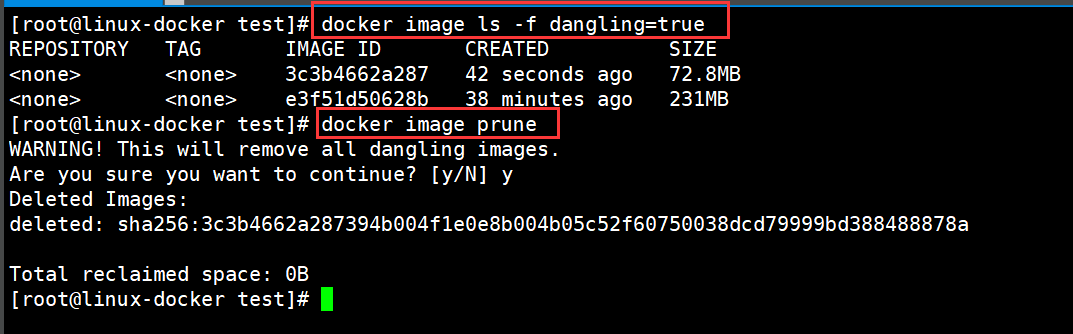 [root@linux-docker test]# docker image ls -f dangling=true
REPOSITORY   TAG       IMAGE ID       CREATED          SIZE
<none>       <none>    3c3b4662a287   42 seconds ago   72.8MB
<none>       <none>    e3f51d50628b   38 minutes ago   231MB
[root@linux-docker test]# docker image prune
WARNING! This will remove all dangling images.
Are you sure you want to continue? [y/N] y
Deleted Images:
deleted: sha256:3c3b4662a287394b004f1e0e8b004b05c52f60750038dcd79999bd388488878a
Total reclaimed space: 0B
[root@linux-docker test]#